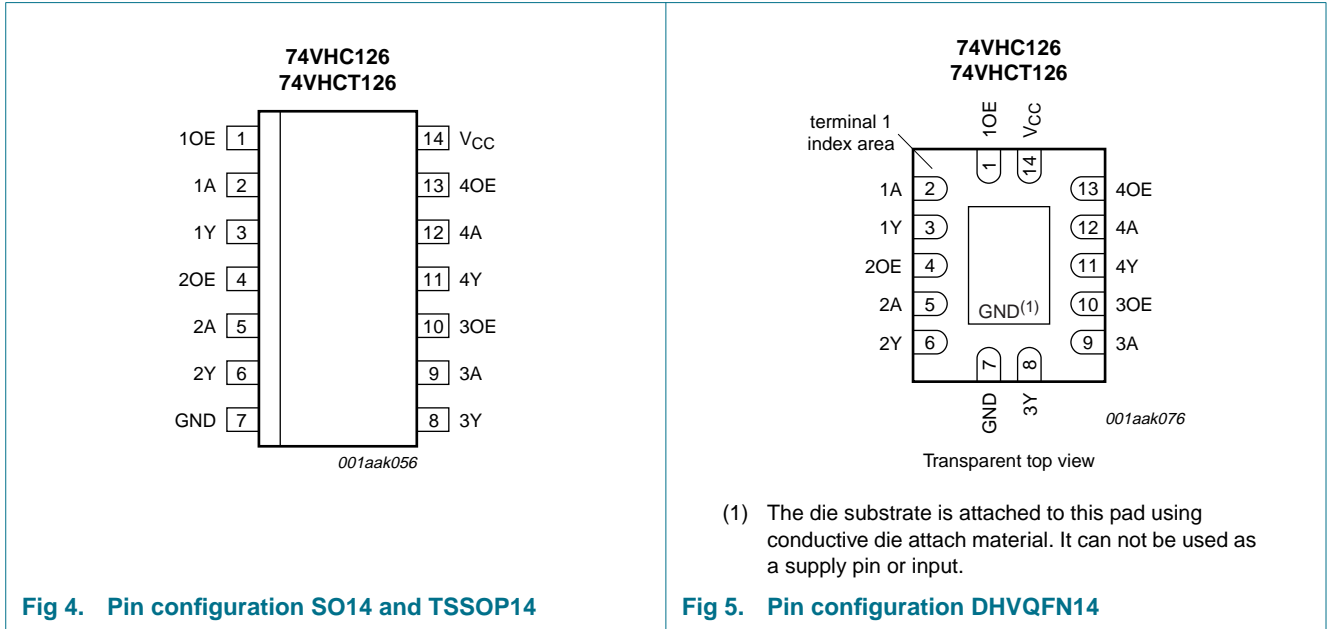 74VHC126
74VHCT126
1OE 1
14 VCC
1A 2
13 4OE
1Y 3
12 4A
2OE 4
11 4Y
2A 5
10 3OE
2Y 6
9 3A
GND 7
8 3Y
001aak056
Fig 4. Pin configuration SO14 and TSSOP14
74VHC126
74VHCT126
terminal 1
index area
1OE
VCC
1
14
1A 2
13 4OE
1Y 3
12 4A
2OE 4
11 4Y
2A 5
10 3OE
2Y 6
9 3A
GND(1)
7
8
GND
3Y
001aak076
Transparent top view
(1) The die substrate is attached to this pad using
conductive die attach material. It can not be used as
a supply pin or input.
Fig 5. Pin configuration DHVQFN14